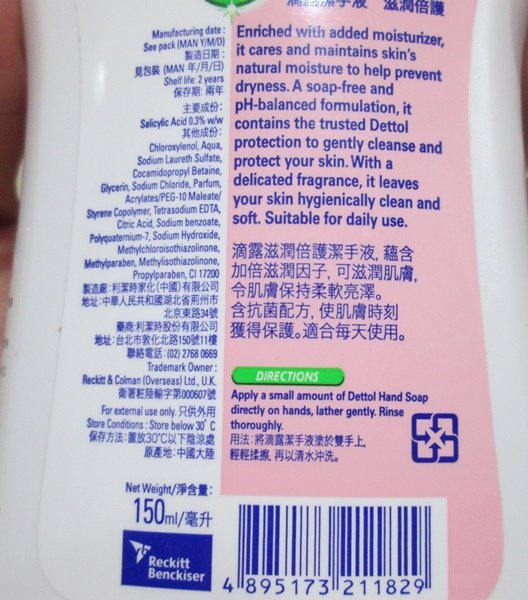 滴露潔手液 滋潤倍護
Manufacturing date :
See pack (MAN Y/M/D)
製造日期 :
見包裝 (MAN 年/月/日)
Shelf life: 2 years
保存期: 兩年
主要成份:
Salicylic Acid 0.3% w/w
其他成份:
Chloroxylenol, Aqua,
Sodium Laureth Sulfate,
Cocamidopropyl Betaine,
Glycerin, Sodium Chloride, Parfum,
Acrylates/PEG-10 Maleate/
Styrene Copolymer, Tetrasodium EDTA,
Citric Acid, Sodium benzoate,
Polyquaternium-7, Sodium Hydroxide,
Methylchloroisothiazolinone,
Methylparaben, Methylisothiazolinone,
Propylparaben, CI 17200
製造廠: 利潔時家化(中國)有限公司
地址: 中華人民共和國湖北省荊州市
北京東路34號
藥商: 利潔時股份有限公司
地址: 台北市敦化北路150號11樓
聯絡電話: (02) 2768 0669
Trademark Owner :
Reckitt & Colman (Overseas) Ltd., U.K.
衛署粧陸輸字第000607號
For external use only. 只供外用
Store Conditions : Store below 30° C
保存方法: 置放30°C以下陰涼處
原產地: 中國大陸
Net Weight/淨含量:
150ml/毫升
Reckitt
Benckiser
Enriched with added moisturizer,
it cares and maintains skin's
natural moisture to help prevent
dryness. A soap-free and
pH-balanced formulation, it
contains the trusted Dettol
protection to gently cleanse and
protect your skin. With a
delicated fragrance, it leaves
your skin hygienically clean and
soft. Suitable for daily use.
滴露滋潤倍護潔手液, 蘊含
加倍滋潤因子, 可滋潤肌膚,
令肌膚保持柔軟亮澤。
含抗菌配方, 使肌膚時刻
獲得保護。適合每天使用。
DIRECTIONS
Apply a small amount of Dettol Hand Soap
directly on hands, lather gently. Rinse
thoroughly.
用法: 將滴露潔手液塗於雙手上,
輕輕揉擦, 再以清水沖洗。
4 895173 211829